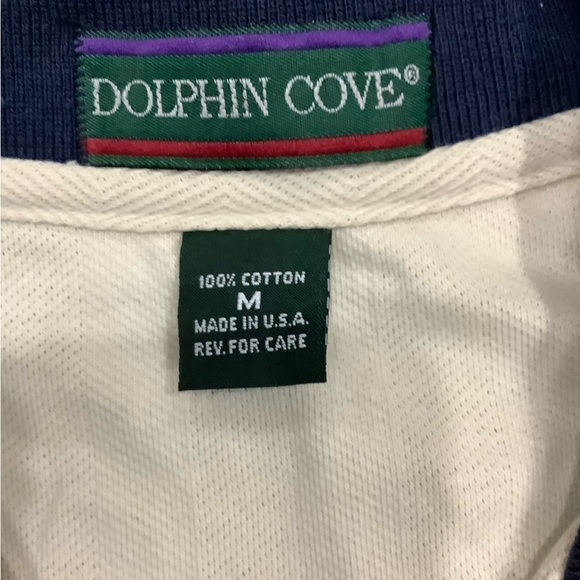 DOLPHIN COVE®
100% COTTON
M
MADE IN U.S.A.
REV. FOR CARE